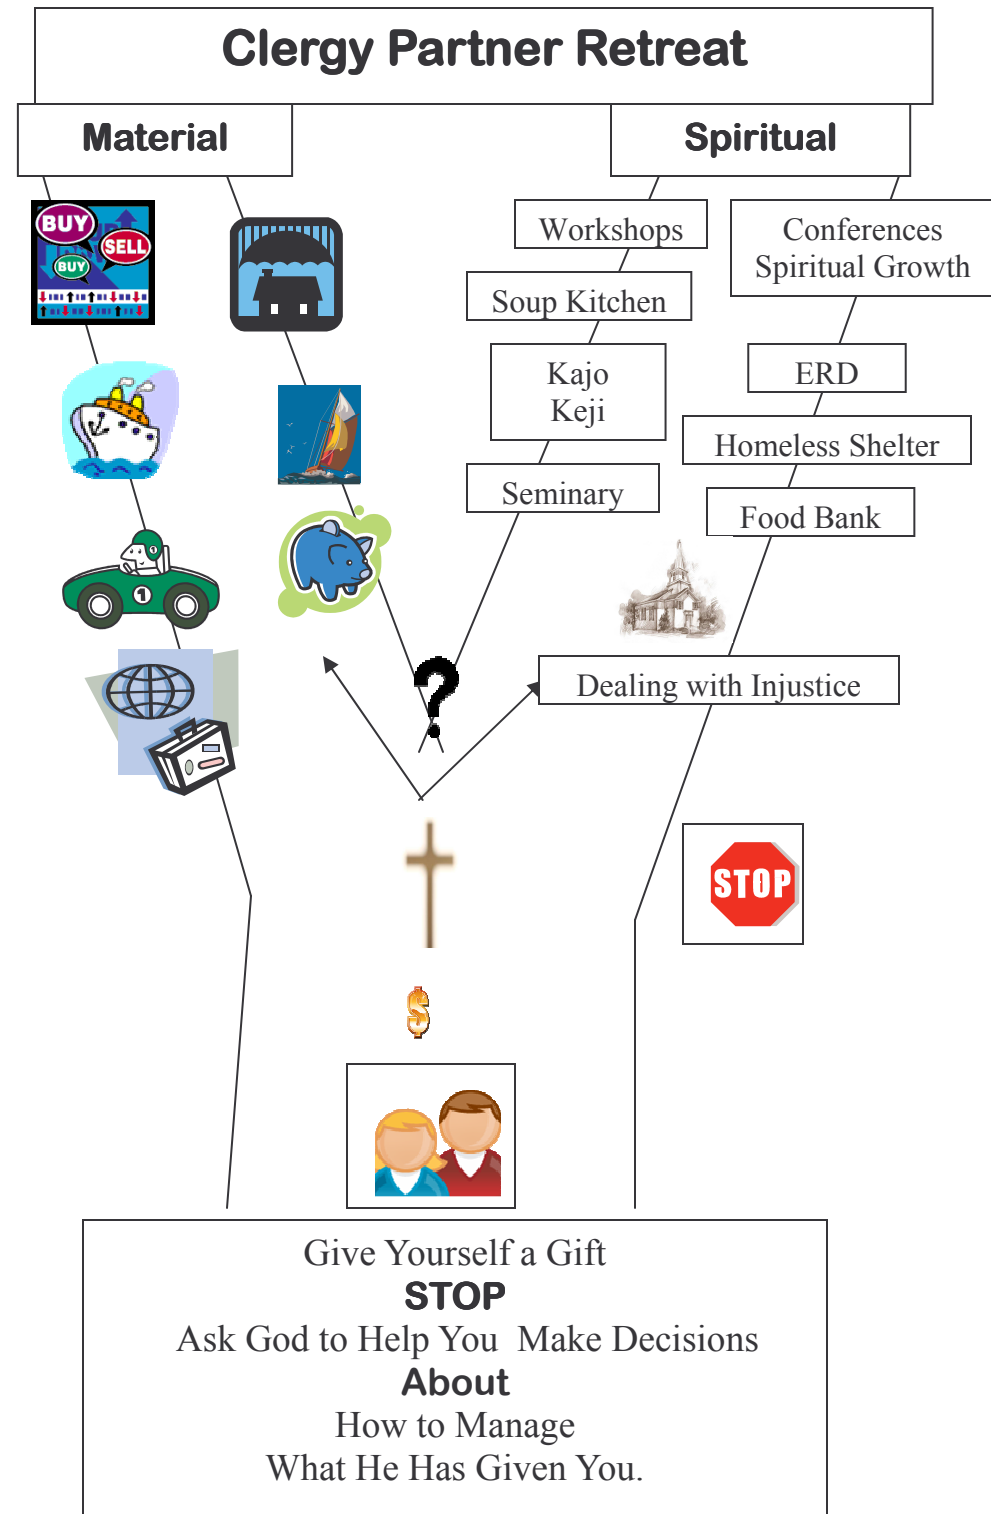 Clergy Partner Retreat
Material
Spiritual
BUY
SELL
BUY
Workshops
Conferences
Spiritual Growth
Soup Kitchen
Kajo
Keji
ERD
Homeless Shelter
Seminary
Food Bank
1
1
?
Dealing with Injustice
STOP
$
Give Yourself a Gift
STOP
Ask God to Help You Make Decisions
About
How to Manage
What He Has Given You.